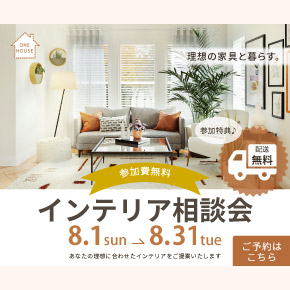 ONE
HOUSE
理想の家具と暮らす。
参加特典♪
配送
無料
参加費無料
インテリア相談会
8.1sun → 8.31tue
あなたの理想に合わせたインテリアをご提案いたします
ご予約は
こちら